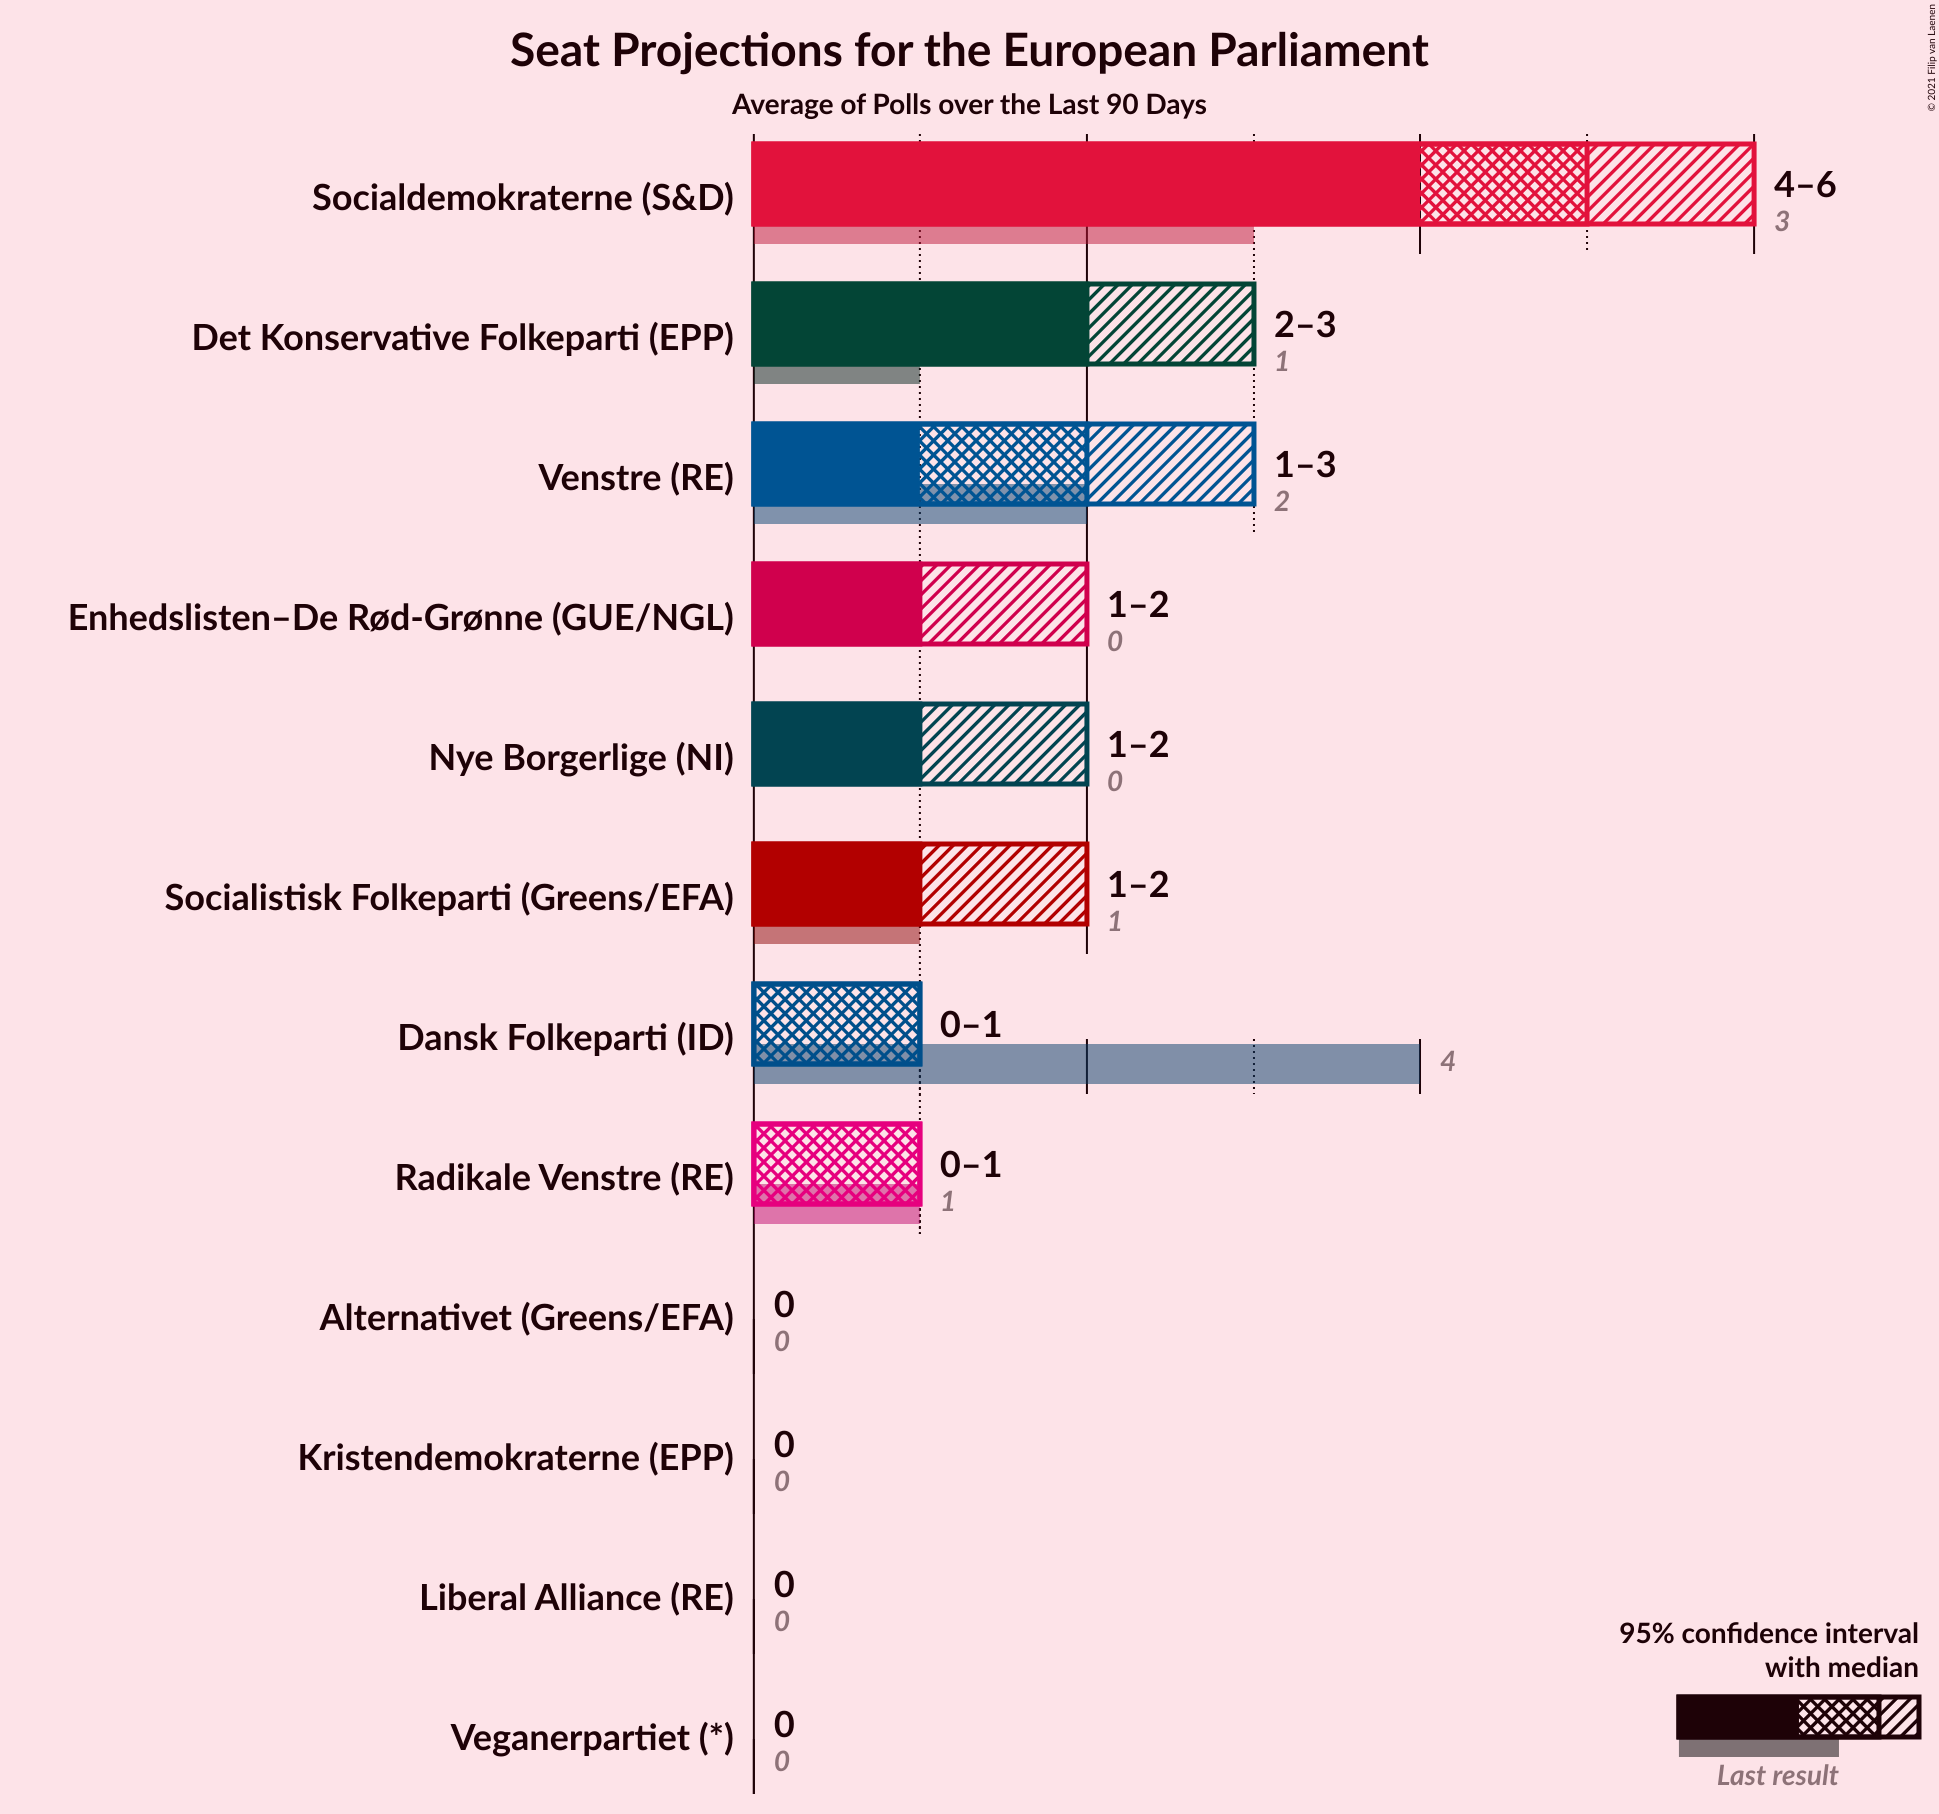 Seat Projections for the European Parliament
Average of Polls over the Last 90 Days
© 2021 Filip van Laenen
Socialdemokraterne (S&D)
4–6
3
Det Konservative Folkeparti (EPP)
2–3
1
Venstre (RE)
1–3
2
Enhedslisten–De Rød-Grønne (GUE/NGL)
1–2
0
Nye Borgerlige (NI)
1–2
0
Socialistisk Folkeparti (Greens/EFA)
1–2
1
Dansk Folkeparti (ID)
0–1
4
Radikale Venstre (RE)
0–1
1
Alternativet (Greens/EFA)
0
0
Kristendemokraterne (EPP)
0
0
Liberal Alliance (RE)
0
0
Veganerpartiet (*)
0
0
95% confidence interval
with median
Last result